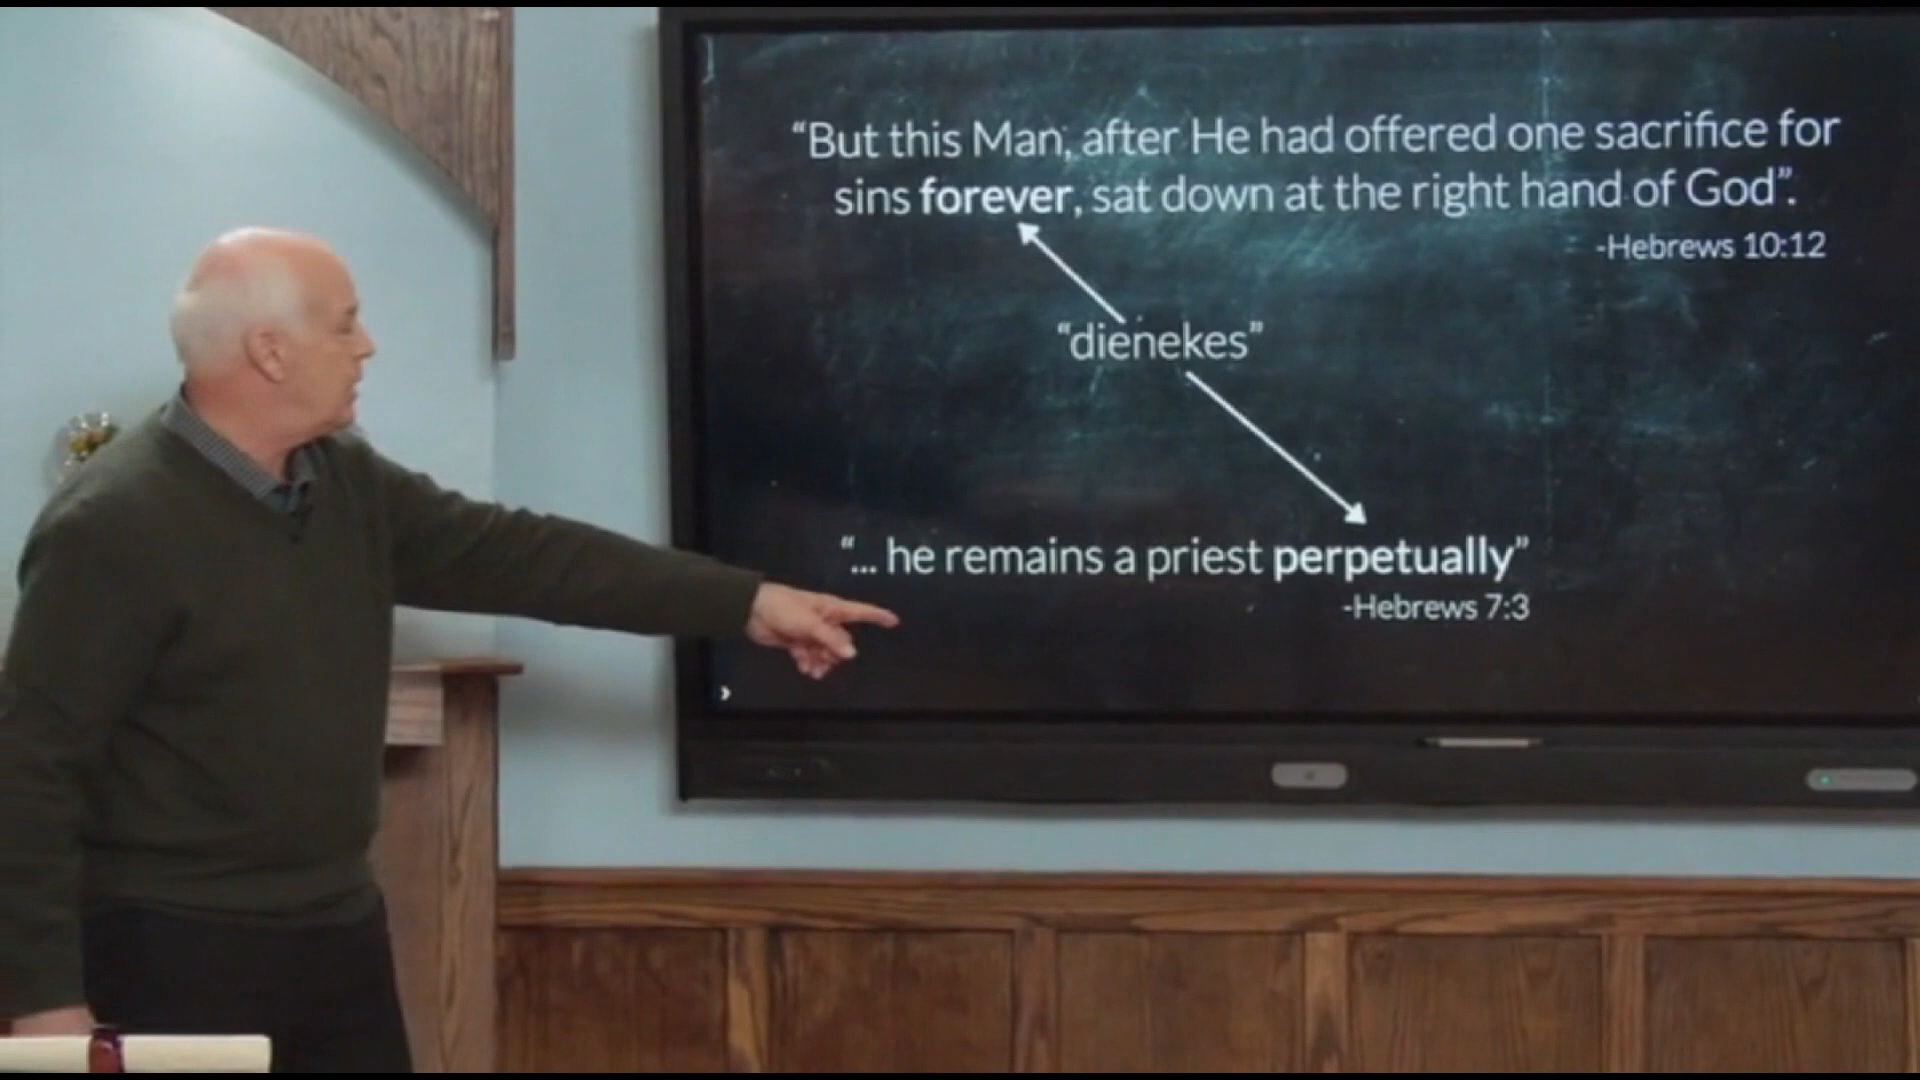 “But this Man, after He had offered one sacrifice for
sins forever, sat down at the right hand of God”.
-Hebrews 10:12
“dienekes”
“... he remains a priest perpetually”
-Hebrews 7:3